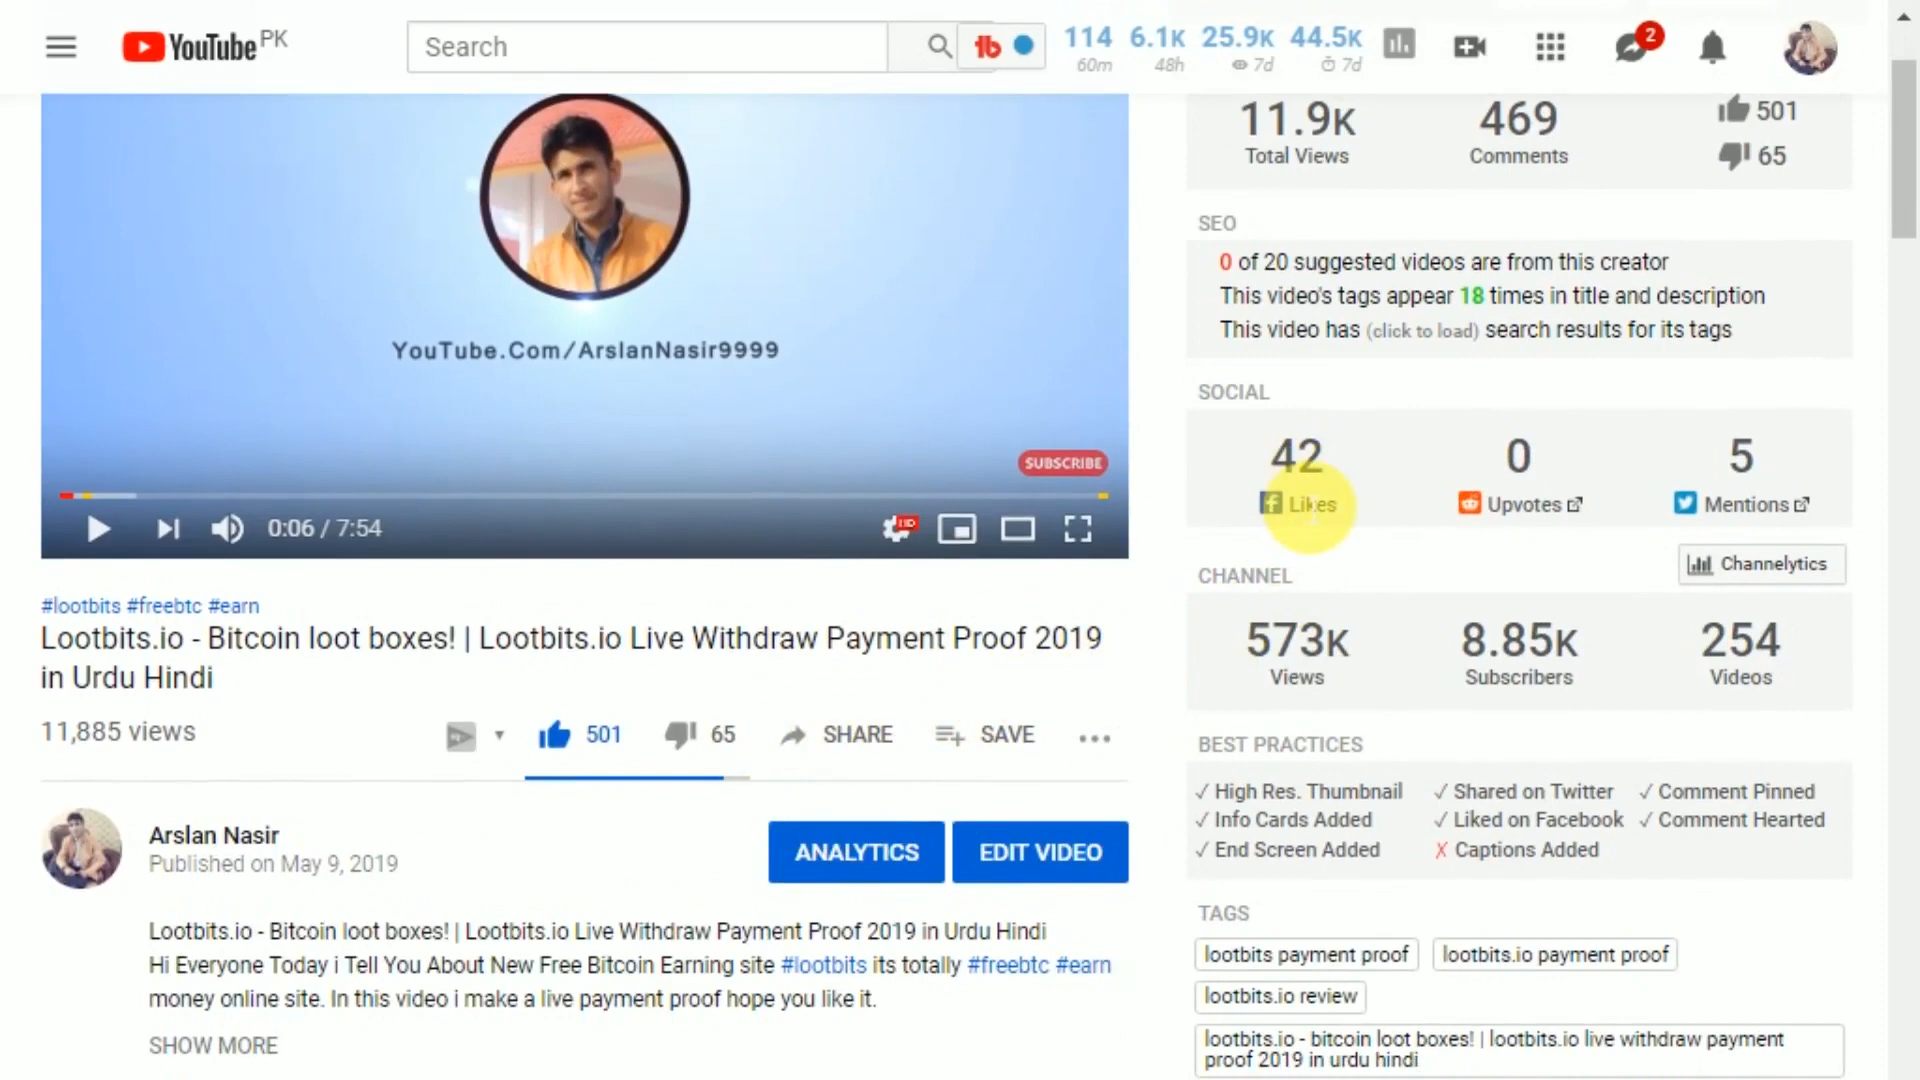 YouTube PK
Search
114 6.1K 25.9K 44.5K
60m 48h 7d 7d
2
YouTube.Com/ArslanNasir9999
SUBSCRIBE
0:06 / 7:54
HD
#lootbits #freebtc #earn
Lootbits.io - Bitcoin loot boxes! | Lootbits.io Live Withdraw Payment Proof 2019
in Urdu Hindi
11,885 views
501
65
SHARE
SAVE
Arslan Nasir
Published on May 9, 2019
ANALYTICS
EDIT VIDEO
Lootbits.io - Bitcoin loot boxes! | Lootbits.io Live Withdraw Payment Proof 2019 in Urdu Hindi
Hi Everyone Today i Tell You About New Free Bitcoin Earning site #lootbits its totally #freebtc #earn
money online site. In this video i make a live payment proof hope you like it.
SHOW MORE
11.9K 469 501
Total Views Comments 65
SEO
0 of 20 suggested videos are from this creator
This video's tags appear 18 times in title and description
This video has (click to load) search results for its tags
SOCIAL
42 0 5
Likes Upvotes Mentions
CHANNEL
Channelytics
573K 8.85K 254
Views Subscribers Videos
BEST PRACTICES
✓ High Res. Thumbnail ✓ Shared on Twitter ✓ Comment Pinned
✓ Info Cards Added ✓ Liked on Facebook ✓ Comment Hearted
✓ End Screen Added ✗ Captions Added
TAGS
lootbits payment proof lootbits.io payment proof
lootbits.io review
lootbits.io - bitcoin loot boxes! | lootbits.io live withdraw payment
proof 2019 in urdu hindi